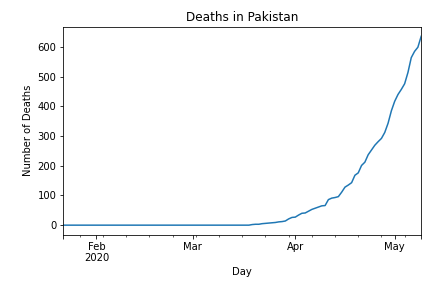 Deaths in Pakistan
Number of Deaths
600
500
400
300
200
100
0
Feb
2020
Mar
Apr
May
Day